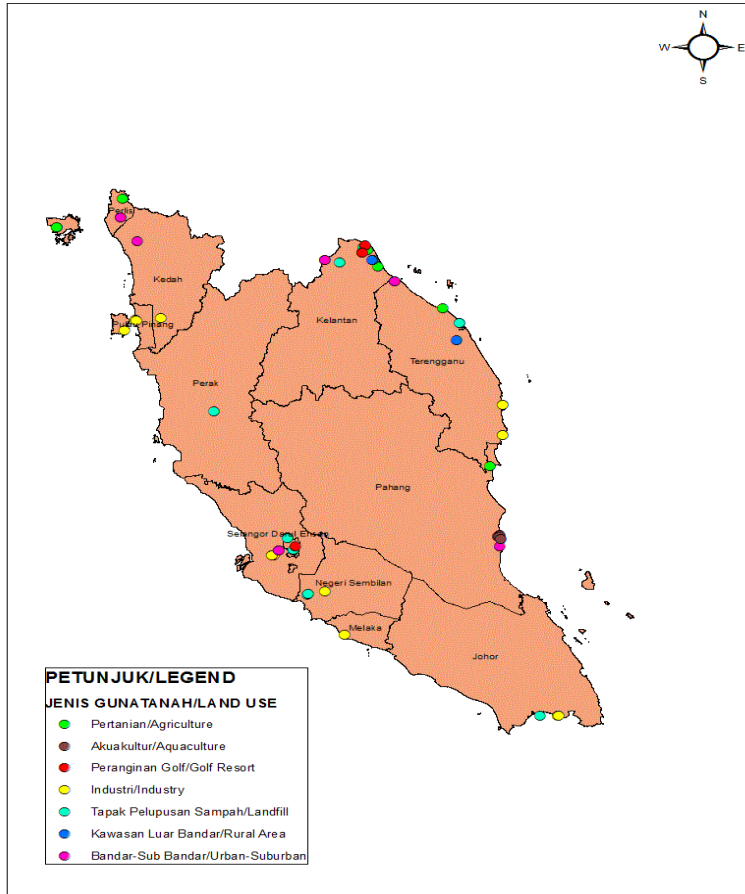 N
W E
S
Perlis
Kedah
Pulau Pinang
Kelantan
Terengganu
Perak
Pahang
Selangor Darul Ehsan
Negeri Sembilan
Melaka
Johor
PETUNJUK/LEGEND
JENIS GUNATANAH/LAND USE
Pertanian/Agriculture
Akuakultur/Aquaculture
Peranginan Golf/Golf Resort
Industri/Industry
Tapak Pelupusan Sampah/Landfill
Kawasan Luar Bandar/Rural Area
Bandar-Sub Bandar/Urban-Suburban